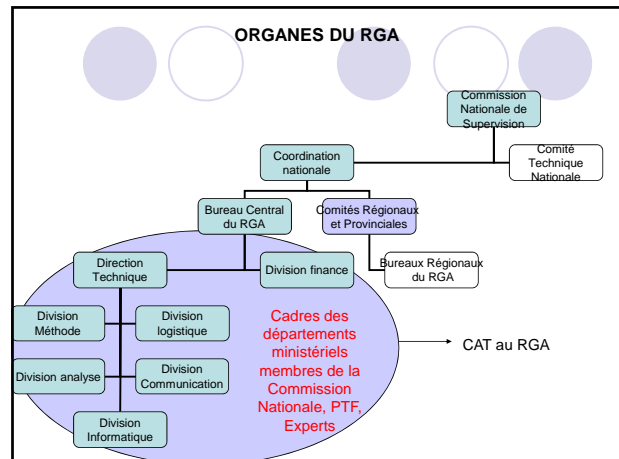 ORGANES DU RGA
Commission
Nationale de
Supervision
Coordination
nationale
Comité
Technique
Nationale
Bureau Central
du RGA
Comités Régionaux
et Provinciales
Direction
Technique
Division finance
Bureaux Régionaux
du RGA
Division
Méthode
Division
logistique
Cadres des
départements
ministériels
membres de la
Commission
Nationale, PTF,
Experts
CAT au RGA
Division analyse
Division
Communication
Division
Informatique